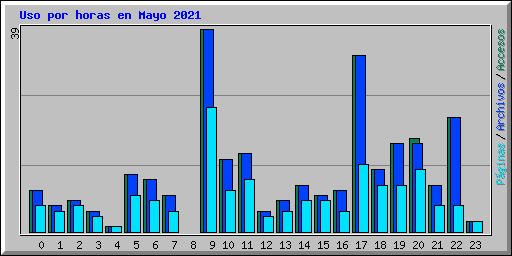 Uso por horas en Mayo 2021
39
Páginas / Archivos / Accesos
0 1 2 3 4 5 6 7 8 9 10 11 12 13 14 15 16 17 18 19 20 21 22 23